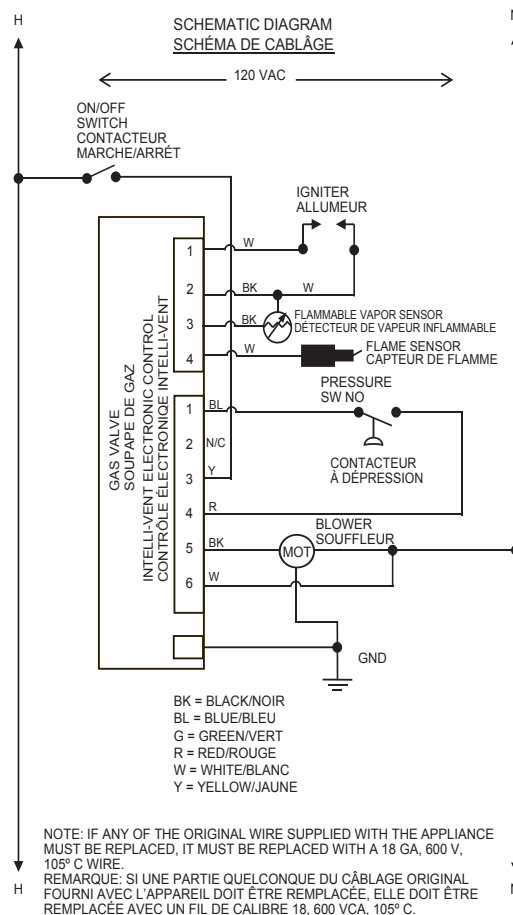 H
SCHEMATIC DIAGRAM
SCHÉMA DE CABLÂGE
120 VAC
ON/OFF
SWITCH
CONTACTEUR
MARCHE/ARRÉT
IGNITER
ALLUMEUR
1
W
2
BK
W
3
BK
FLAMMABLE VAPOR SENSOR
DÉTECTEUR DE VAPEUR INFLAMMABLE
4
W
FLAME SENSOR
CAPTEUR DE FLAMME
GAS VALVE
SOUPAPE DE GAZ
INTELLI-VENT ELECTRONIC CONTROL
CONTRÔLE ÉLECTRONIQE INTELLI-VENT
PRESSURE
SW NO
1
BL
2
N/C
CONTACTEUR
À DÉPRESSION
3
Y
4
R
BLOWER
SOUFFLEUR
5
BK
MOT
6
W
GND
BK = BLACK/NOIR
BL = BLUE/BLEU
G = GREEN/VERT
R = RED/ROUGE
W = WHITE/BLANC
Y = YELLOW/JAUNE
NOTE: IF ANY OF THE ORIGINAL WIRE SUPPLIED WITH THE APPLIANCE
MUST BE REPLACED, IT MUST BE REPLACED WITH A 18 GA, 600 V,
105º C WIRE.
H
REMARQUE: SI UNE PARTIE QUELCONQUE DU CÂBLAGE ORIGINAL
FOURNI AVEC L'APPAREIL DOIT ÊTRE REMPLACÉE, ELLE DOIT ÊTRE
REMPLACÉE AVEC UN FIL DE CALIBRE 18, 600 VCA, 105º C.